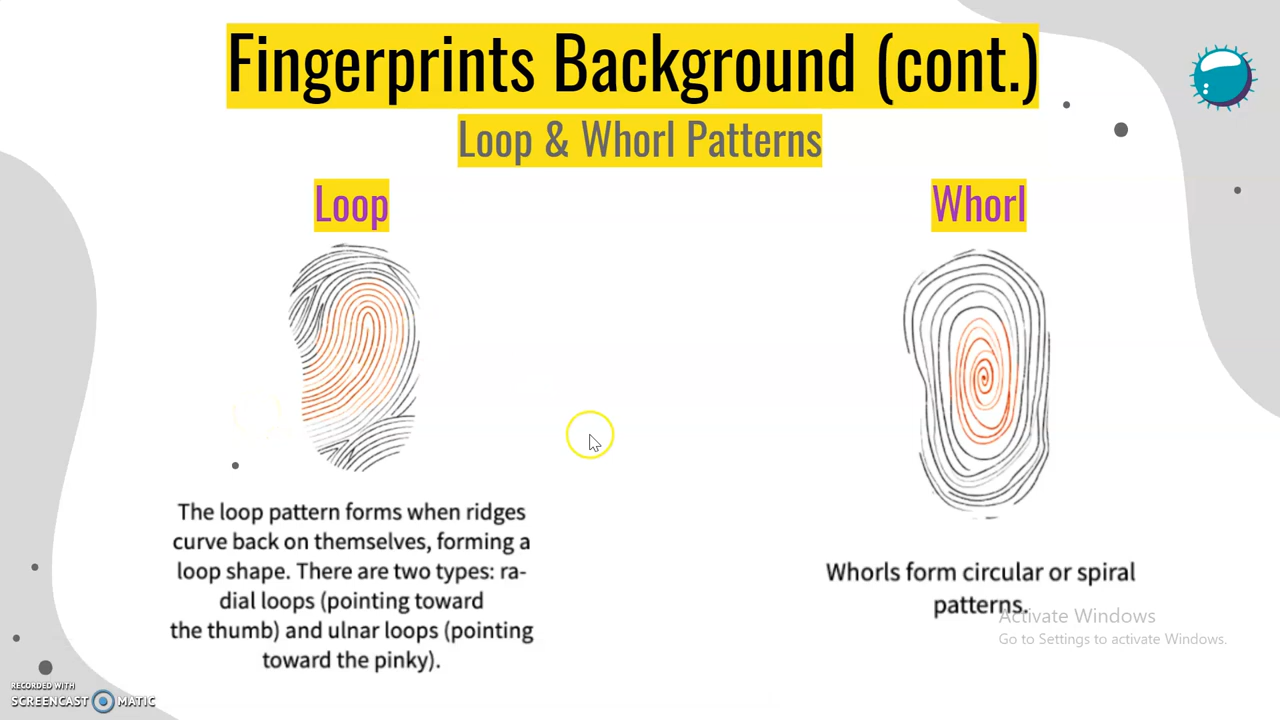 Fingerprints Background (cont.)
Loop & Whorl Patterns
Loop
Whorl
The loop pattern forms when ridges
curve back on themselves, forming a
loop shape. There are two types: ra-
dial loops (pointing toward
the thumb) and ulnar loops (pointing
toward the pinky).
Whorls form circular or spiral
patterns.
Activate Windows
Go to Settings to activate Windows.
RECORDED WITH
SCREENCAST MATIC